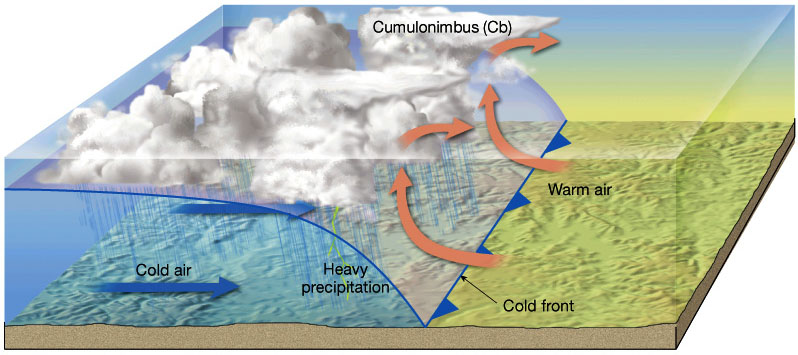 Cumulonimbus (Cb)
Warm air
Cold air
Heavy
precipitation
Cold front